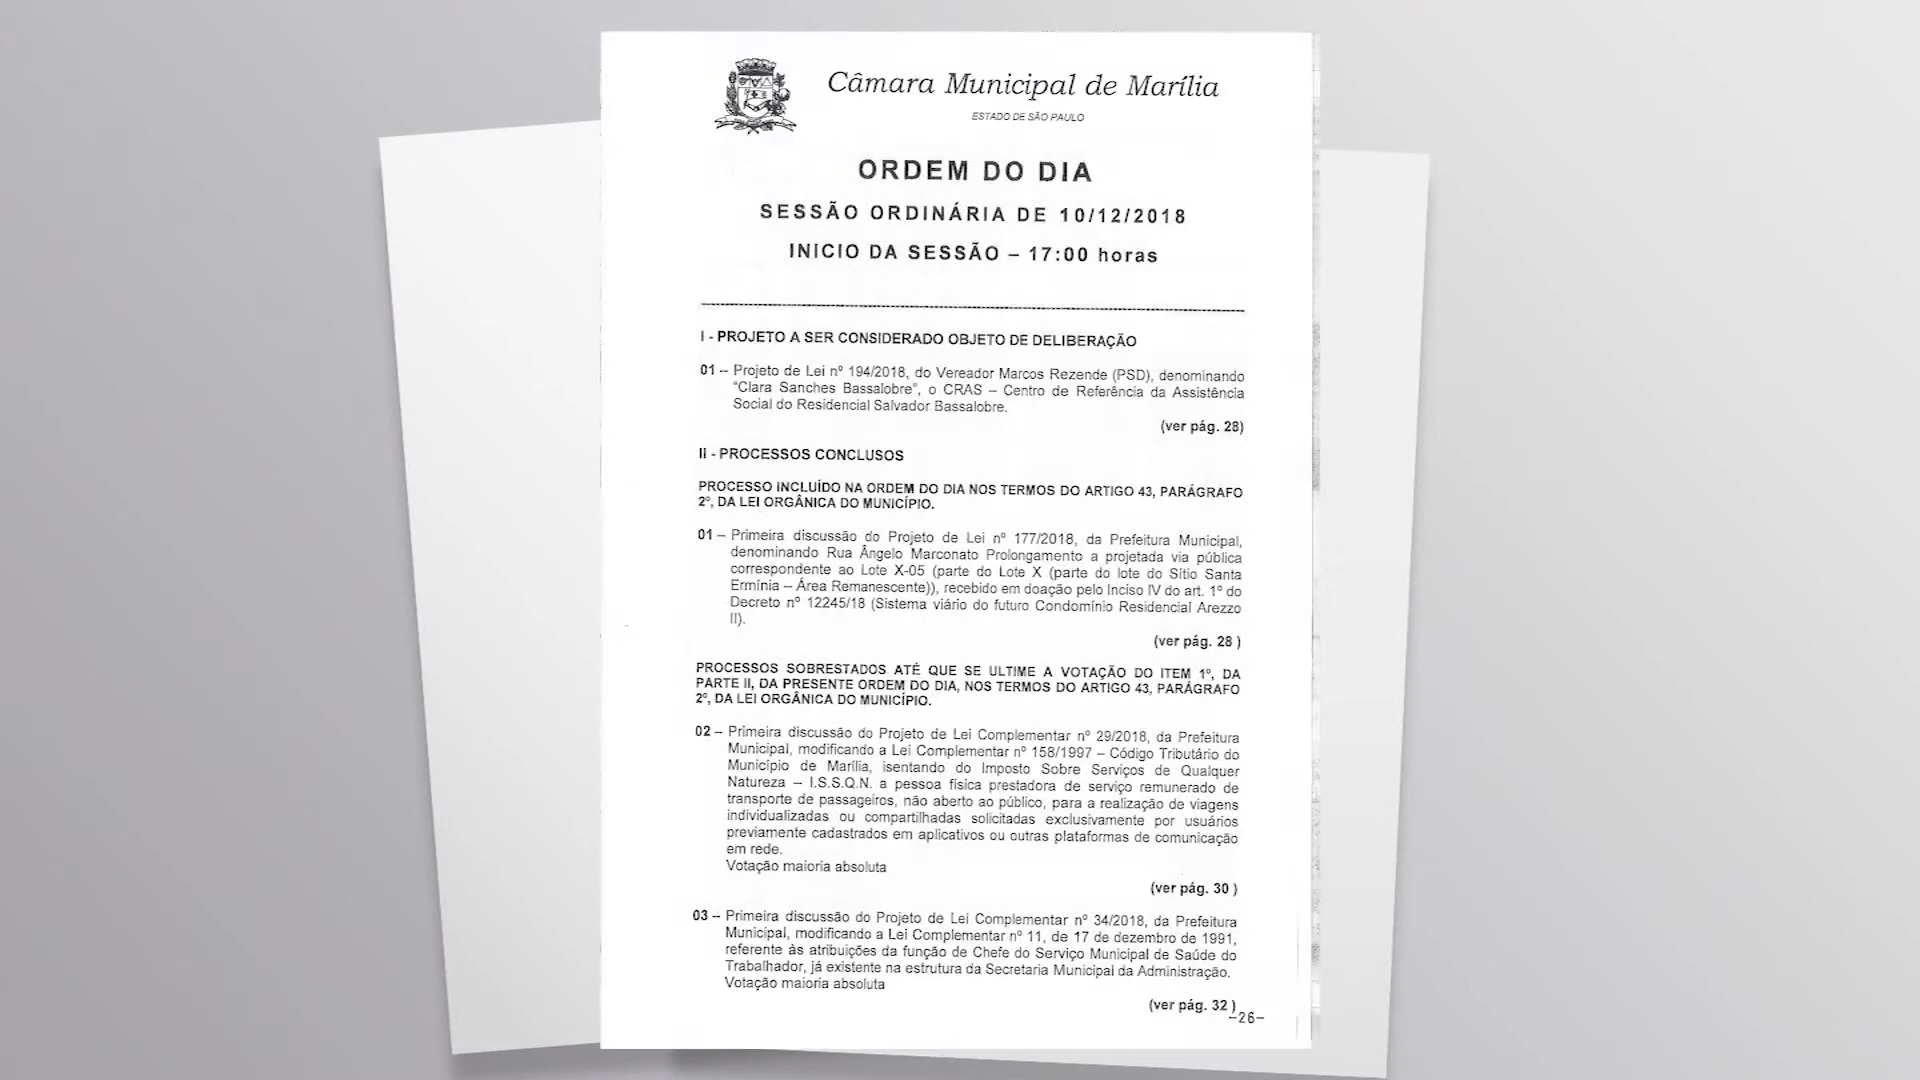 Câmara Municipal de Marília
ESTADO DE SÃO PAULO
ORDEM DO DIA
SESSÃO ORDINÁRIA DE 10/12/2018
INICIO DA SESSÃO – 17:00 horas
I - PROJETO A SER CONSIDERADO OBJETO DE DELIBERAÇÃO
01 – Projeto de Lei nº 194/2018, do Vereador Marcos Rezende (PSD), denominando
“Clara Sanches Bassalobre”, o CRAS – Centro de Referência da Assistência
Social do Residencial Salvador Bassalobre.
(ver pág. 28)
II - PROCESSOS CONCLUSOS
PROCESSO INCLUÍDO NA ORDEM DO DIA NOS TERMOS DO ARTIGO 43, PARÁGRAFO
2º, DA LEI ORGÂNICA DO MUNICÍPIO.
01 – Primeira discussão do Projeto de Lei nº 177/2018, da Prefeitura Municipal,
denominando Rua Ângelo Marconato Prolongamento a projetada via pública
correspondente ao Lote X-05 (parte do Lote X (parte do lote do Sítio Santa
Ermínia – Área Remanescente)), recebido em doação pelo Inciso IV do art. 1º do
Decreto nº 12245/18 (Sistema viário do futuro Condomínio Residencial Arezzo
II).
(ver pág. 28 )
PROCESSOS SOBRESTADOS ATÉ QUE SE ULTIME A VOTAÇÃO DO ITEM 1º, DA
PARTE II, DA PRESENTE ORDEM DO DIA, NOS TERMOS DO ARTIGO 43, PARÁGRAFO
2º, DA LEI ORGÂNICA DO MUNICÍPIO.
02 – Primeira discussão do Projeto de Lei Complementar nº 29/2018, da Prefeitura
Municipal, modificando a Lei Complementar nº 158/1997 – Código Tributário do
Município de Marília, isentando do Imposto Sobre Serviços de Qualquer
Natureza – I.S.S.Q.N. a pessoa física prestadora de serviço remunerado de
transporte de passageiros, não aberto ao público, para a realização de viagens
individualizadas ou compartilhadas solicitadas exclusivamente por usuários
previamente cadastrados em aplicativos ou outras plataformas de comunicação
em rede.
Votação maioria absoluta
(ver pág. 30 )
03 – Primeira discussão do Projeto de Lei Complementar nº 34/2018, da Prefeitura
Municipal, modificando a Lei Complementar nº 11, de 17 de dezembro de 1991,
referente às atribuições da função de Chefe do Serviço Municipal de Saúde do
Trabalhador, já existente na estrutura da Secretaria Municipal da Administração.
Votação maioria absoluta
(ver pág. 32 )
–26–